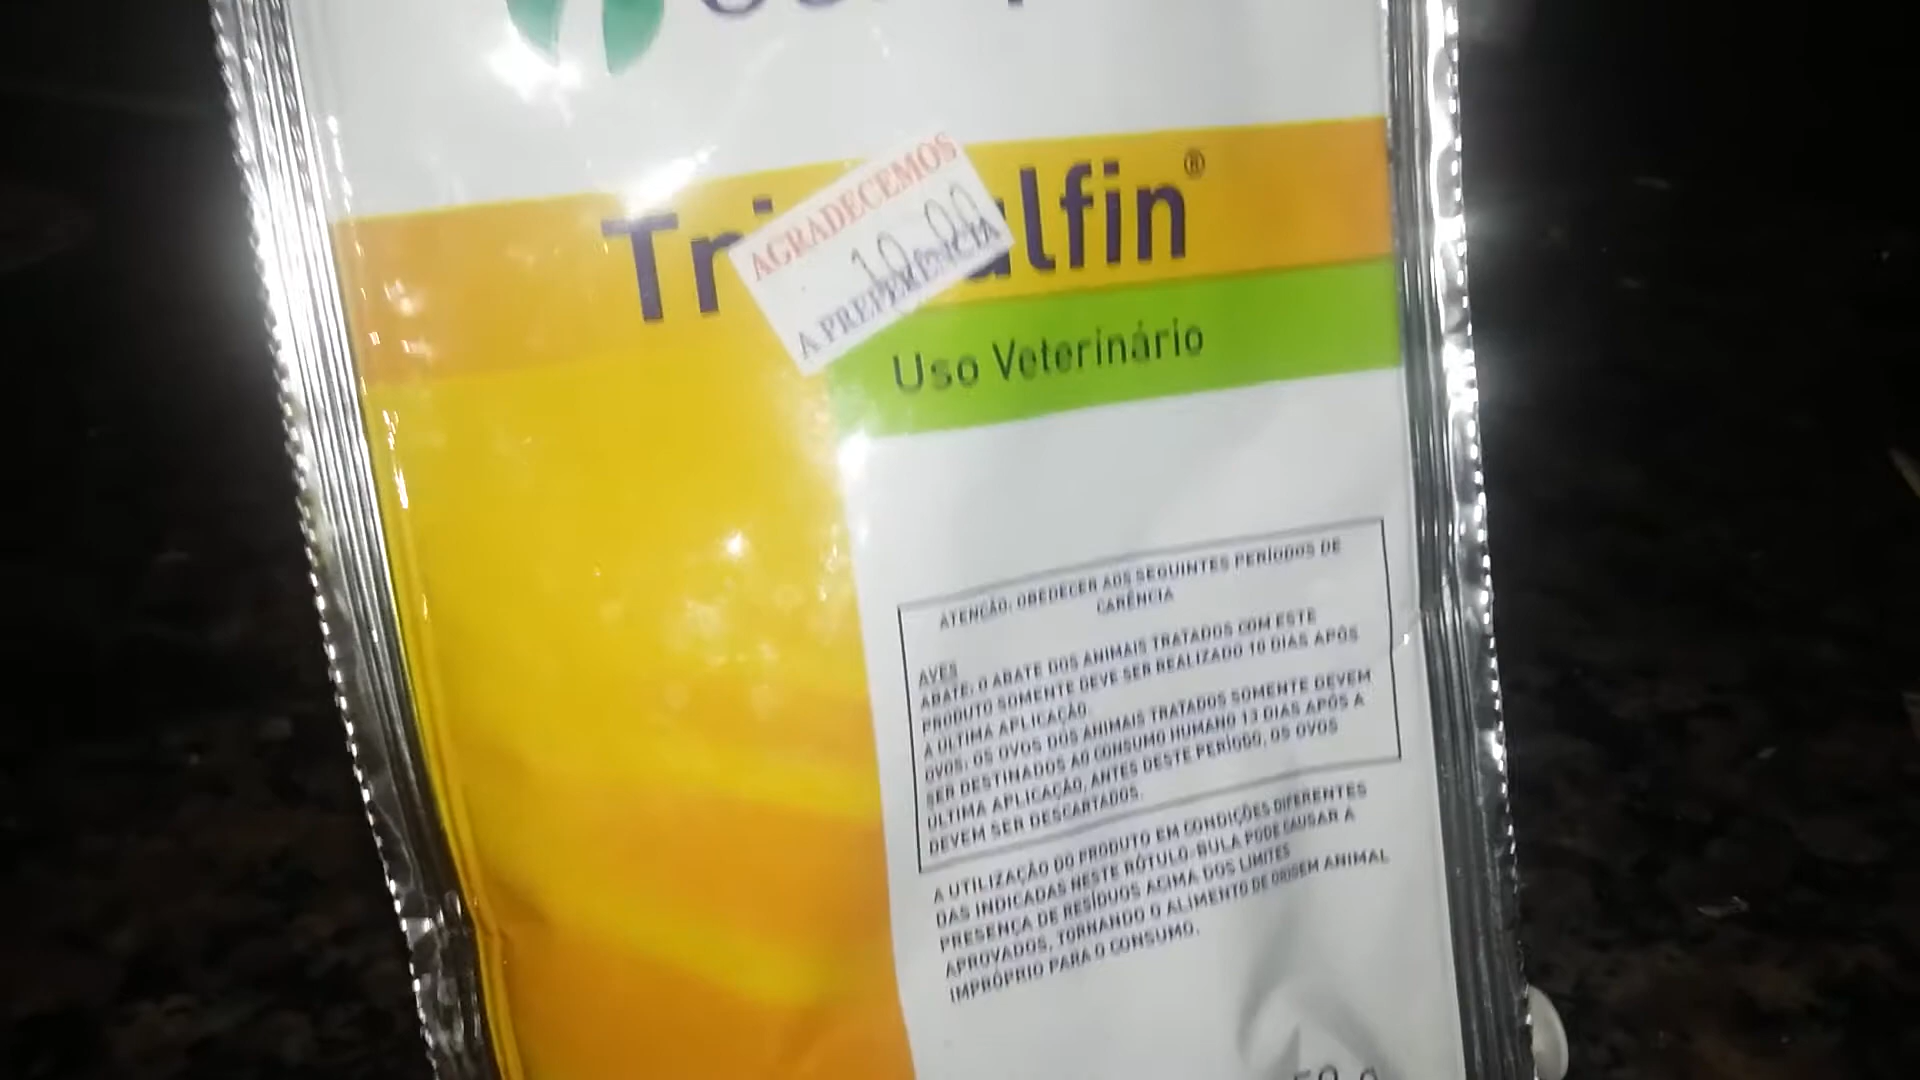 Tri ulfin®
AGRADECEMOS
A PREFERÊNCIA
Uso Veterinário
ATENÇÃO: OBEDECER AOS SEGUINTES PERÍODOS DE
CARÊNCIA
AVES
ABATE: O ABATE DOS ANIMAIS TRATADOS COM ESTE
PRODUTO SOMENTE DEVE SER REALIZADO 10 DIAS APÓS
A ÚLTIMA APLICAÇÃO.
OVOS: OS OVOS DOS ANIMAIS TRATADOS SOMENTE DEVEM
SER DESTINADOS AO CONSUMO HUMANO 13 DIAS APÓS A
ÚLTIMA APLICAÇÃO. ANTES DESTE PERÍODO, OS OVOS
DEVEM SER DESCARTADOS.
A UTILIZAÇÃO DO PRODUTO EM CONDIÇÕES DIFERENTES
DAS INDICADAS NESTE RÓTULO-BULA PODE CAUSAR A
PRESENÇA DE RESÍDUOS ACIMA DOS LIMITES
APROVADOS, TORNANDO O ALIMENTO DE ORIGEM ANIMAL
IMPRÓPRIO PARA O CONSUMO.